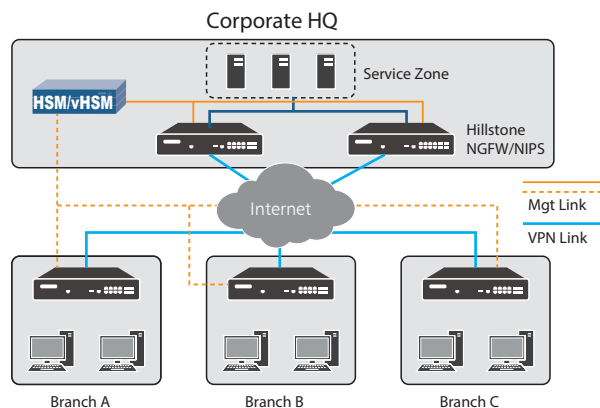 Corporate HQ
Service Zone
HSM/vHSM
Hillstone
NGFW/NIPS
Internet
Mgt Link
VPN Link
Branch A
Branch B
Branch C